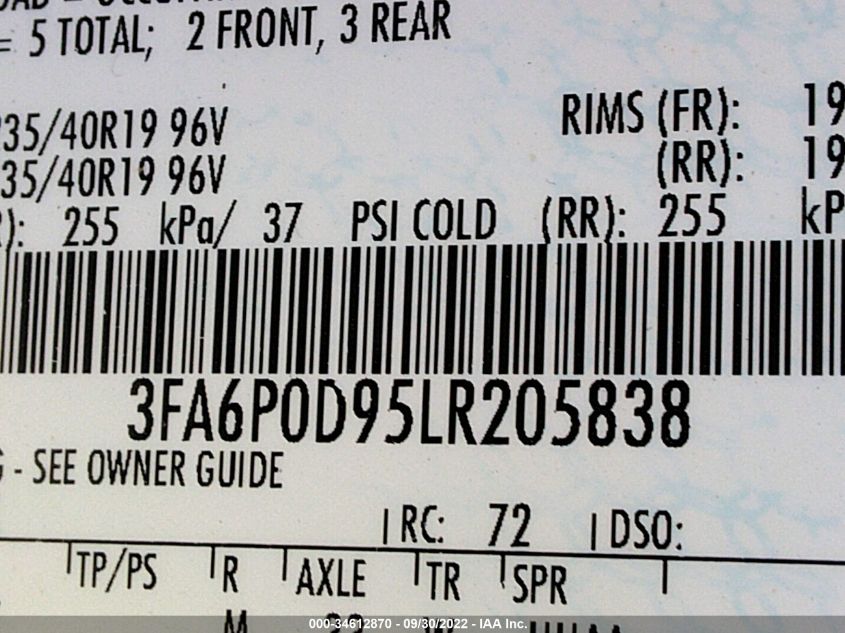 = 5 TOTAL; 2 FRONT, 3 REAR
35/40R19 96V RIMS (FR): 19
35/40R19 96V (RR): 19
): 255 kPa/ 37 PSI COLD (RR): 255 kP
3FA6P0D95LR205838
- SEE OWNER GUIDE
RC: 72 DSO:
TP/PS R AXLE TR SPR
000-34612870 - 09/30/2022 - IAA Inc.